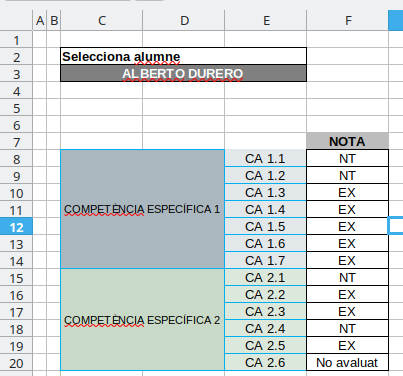 A B C D E F
1
2 Selecciona alumne
3 ALBERTO DURERO
4
5
6
7 NOTA
8 CA 1.1 NT
9 CA 1.2 NT
10 CA 1.3 EX
11 COMPETÈNCIA ESPECÍFICA 1 CA 1.4 EX
12 CA 1.5 EX
13 CA 1.6 EX
14 CA 1.7 EX
15 CA 2.1 NT
16 CA 2.2 EX
17 CA 2.3 EX
18 COMPETÈNCIA ESPECÍFICA 2 CA 2.4 NT
19 CA 2.5 EX
20 CA 2.6 No avaluat